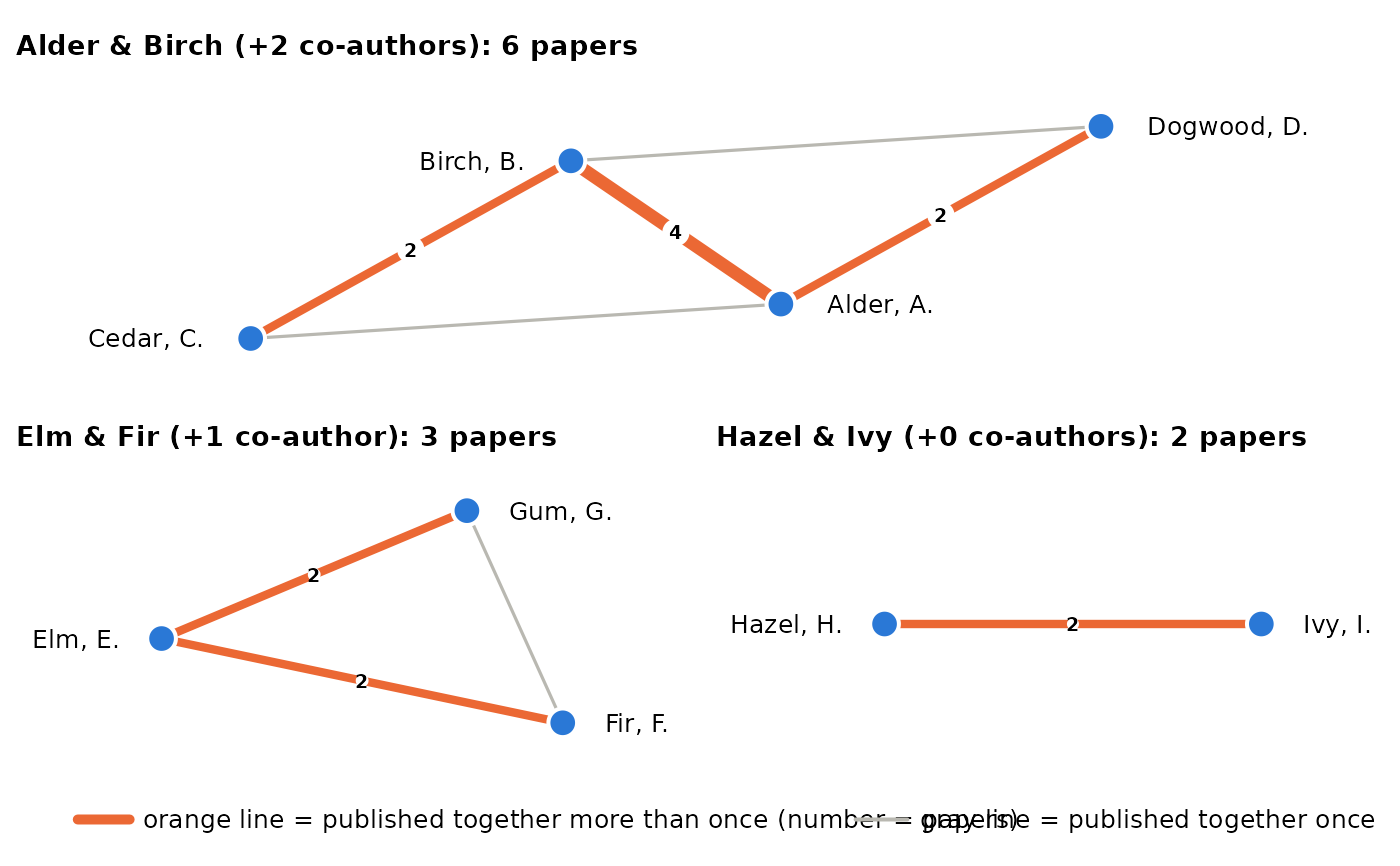 Alder & Birch (+2 co-authors): 6 papers
Dogwood, D.
Birch, B.
2
4
2
Alder, A.
Cedar, C.
Elm & Fir (+1 co-author): 3 papers
Hazel & Ivy (+0 co-authors): 2 papers
Gum, G.
2
Elm, E.
2
Fir, F.
Hazel, H.
2
Ivy, I.
orange line = published together more than once (number = papers)
gray line = published together once